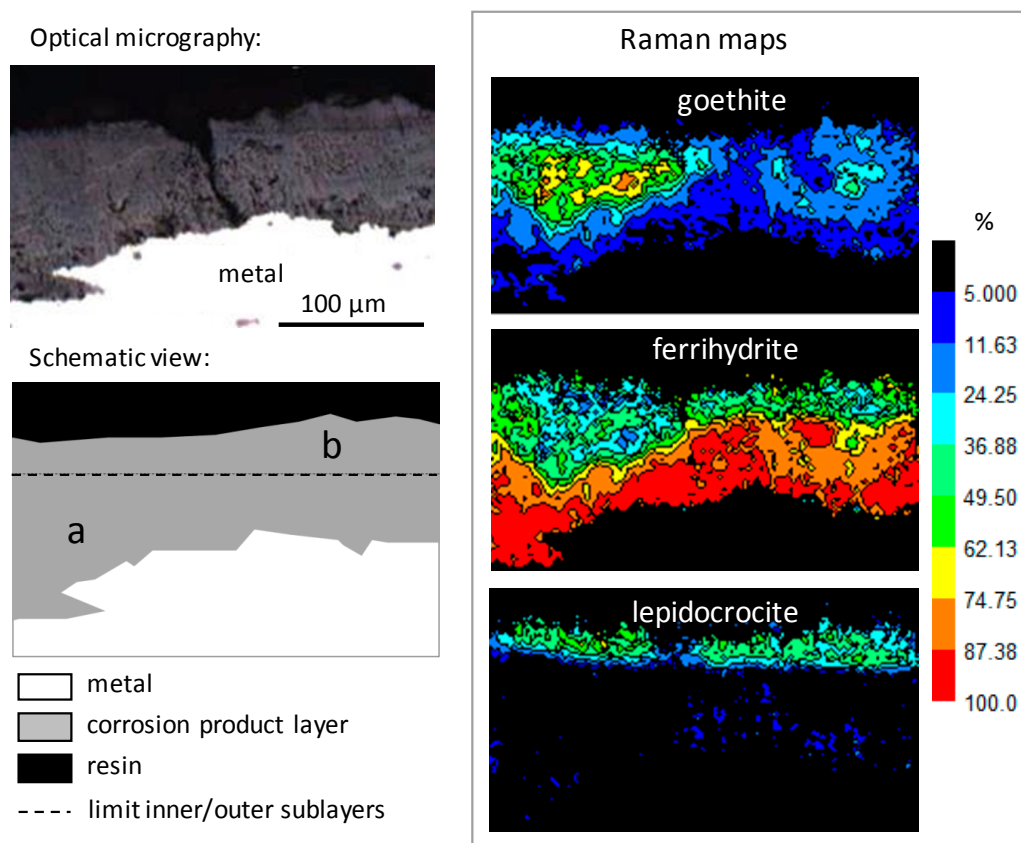 Optical micrography:
metal
100 µm
Schematic view:
b
a
metal
corrosion product layer
resin
limit inner/outer sublayers
Raman maps
goethite
ferrihydrite
lepidocrocite
%
5.000
11.63
24.25
36.88
49.50
62.13
74.75
87.38
100.0